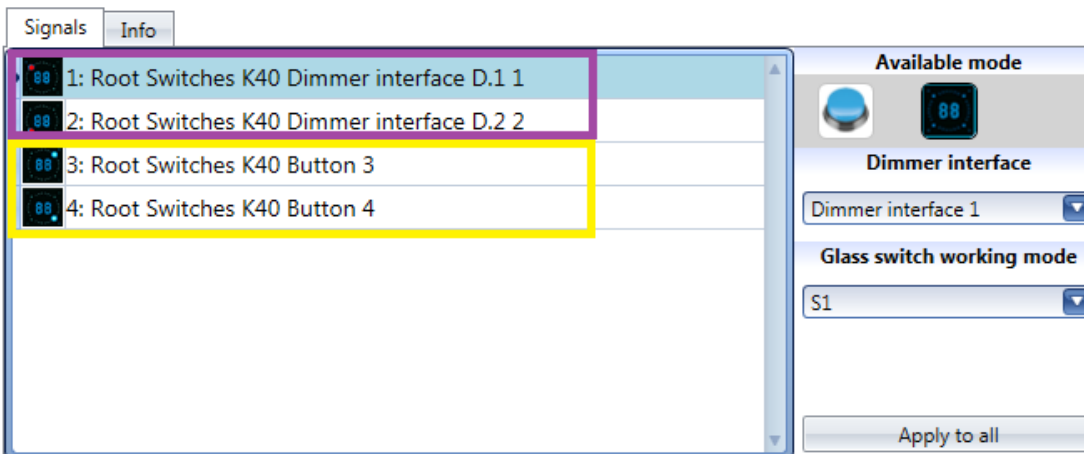 Signals
Info
1: Root Switches K40 Dimmer interface D.1 1
2: Root Switches K40 Dimmer interface D.2 2
3: Root Switches K40 Button 3
4: Root Switches K40 Button 4
Available mode
88
Dimmer interface
Dimmer interface 1
Glass switch working mode
S1
Apply to all